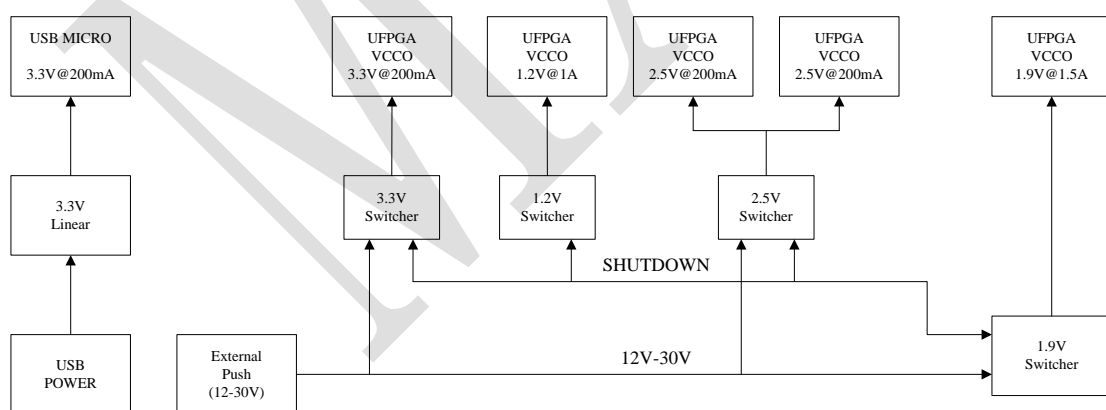 USB MICRO
3.3V@200mA
UFPGA
VCCO
3.3V@200mA
UFPGA
VCCO
1.2V@1A
UFPGA
VCCO
2.5V@200mA
UFPGA
VCCO
2.5V@200mA
UFPGA
VCCO
1.9V@1.5A
3.3V
Linear
3.3V
Switcher
1.2V
Switcher
2.5V
Switcher
SHUTDOWN
USB
POWER
External
Push
(12-30V)
12V-30V
1.9V
Switcher